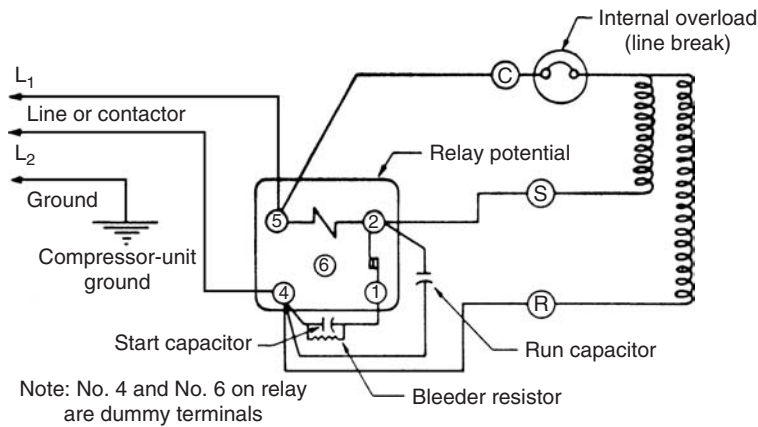 Internal overload
(line break)
C
L1
Line or contactor
L2
Ground
Compressor-unit
ground
Relay potential
5
2
S
6
4
1
R
Start capacitor
Run capacitor
Bleeder resistor
Note: No. 4 and No. 6 on relay
are dummy terminals